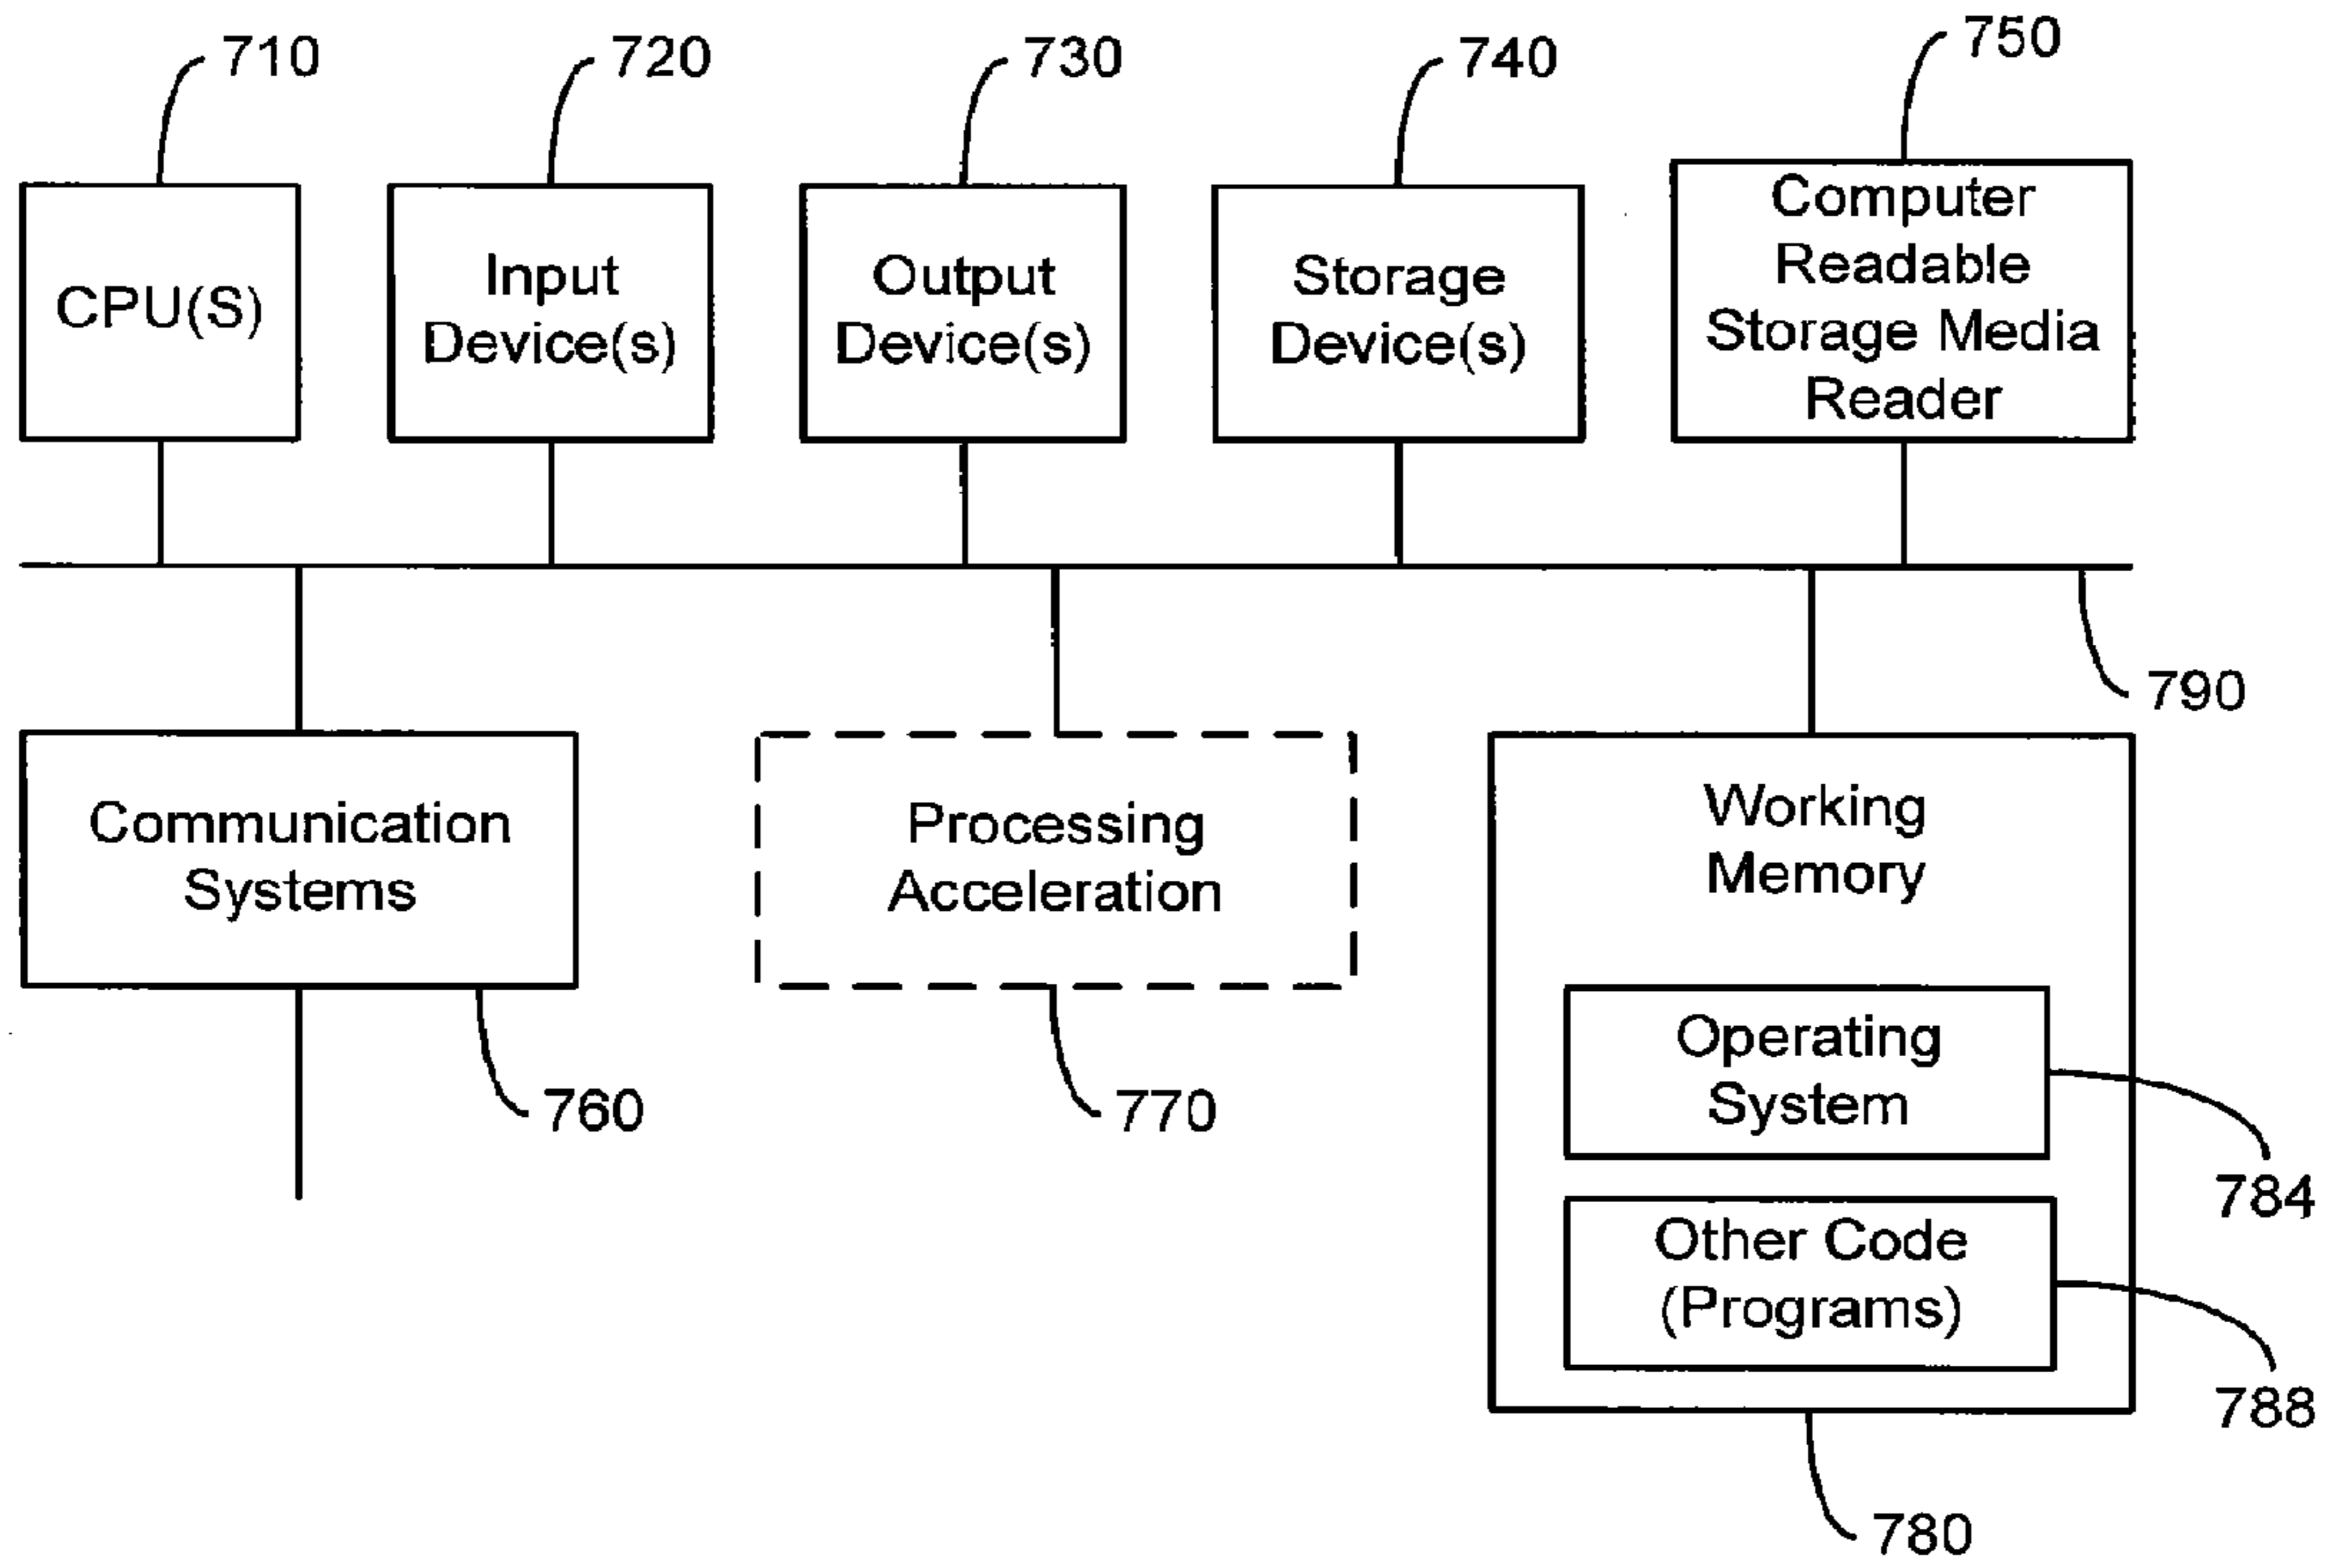 710
720
730
740
750
CPU(S)
Input
Device(s)
Output
Device(s)
Storage
Device(s)
Computer
Readable
Storage Media
Reader
790
Communication
Systems
760
Processing
Acceleration
770
Working
Memory
Operating
System
784
Other Code
(Programs)
788
780